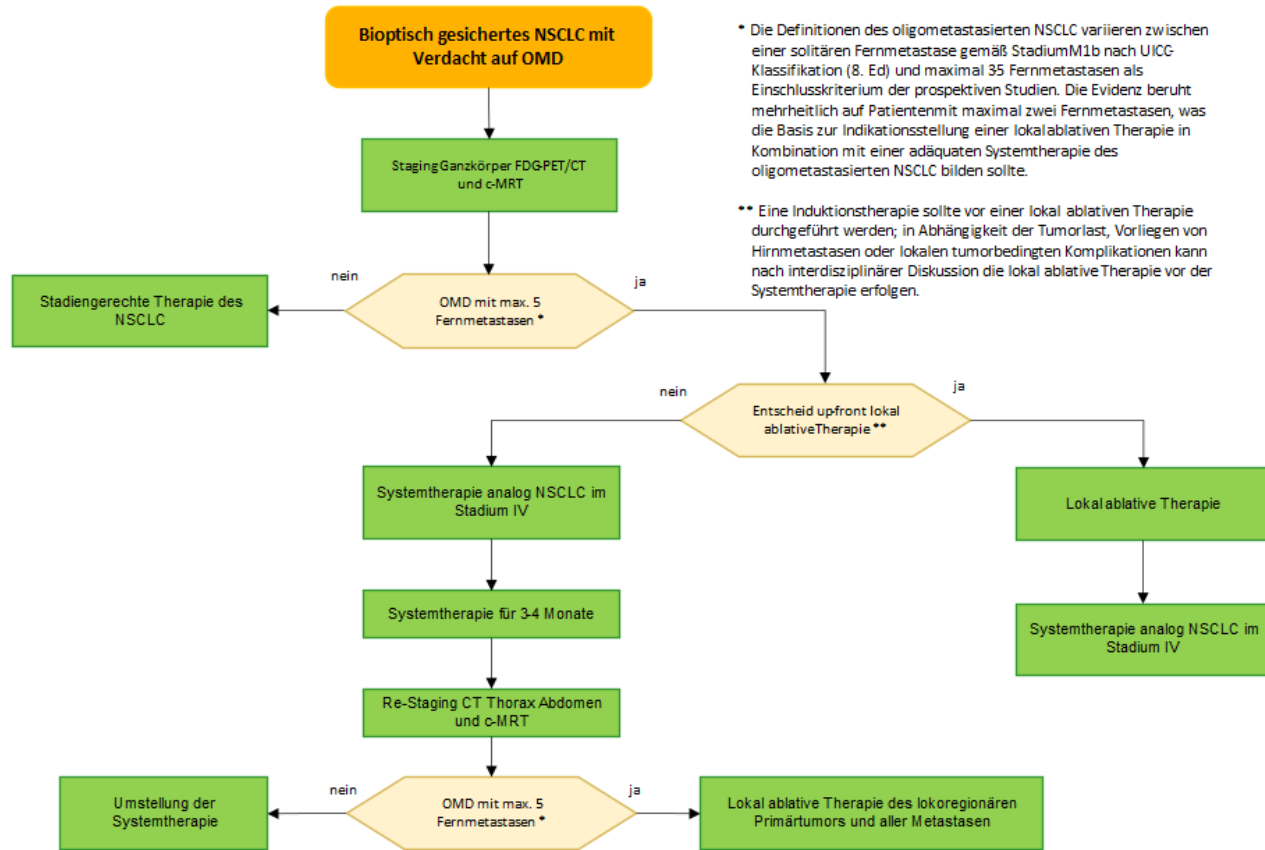 Bioptisch gesichertes NSCLC mit
Verdacht auf OMD
* Die Definitionen des oligometastasierten NSCLC variieren zwischen
einer solitären Fernmetastase gemäß StadiumM1b nach UICC-
Klassifikation (8. Ed) und maximal 35 Fernmetastasen als
Einschlusskriterium der prospektiven Studien. Die Evidenz beruht
mehrheitlich auf Patientenmit maximal zwei Fernmetastasen, was
die Basis zur Indikationsstellung einer lokalablativen Therapie in
Kombination mit einer adäquaten Systemtherapie des
oligometastasierten NSCLC bilden sollte.
** Eine Induktionstherapie sollte vor einer lokal ablativen Therapie
durchgeführt werden; in Abhängigkeit der Tumorlast, Vorliegen von
Hirnmetastasen oder lokalen tumorbedingten Komplikationen kann
nach interdisziplinärer Diskussion die lokal ablative Therapie vor der
Systemtherapie erfolgen.
Staging Ganzkörper FDG-PET/CT
und c-MRT
nein
ja
Stadiengerechte Therapie des
NSCLC
OMD mit max. 5
Fernmetastasen *
nein
ja
Entscheid up-front lokal
ablativeTherapie **
Systemtherapie analog NSCLC im
Stadium IV
Lokal ablative Therapie
Systemtherapie für 3-4 Monate
Systemtherapie analog NSCLC im
Stadium IV
Re-Staging CT Thorax Abdomen
und c-MRT
nein
ja
Umstellung der
Systemtherapie
OMD mit max. 5
Fernmetastasen *
Lokal ablative Therapie des lokoregionären
Primärtumors und aller Metastasen